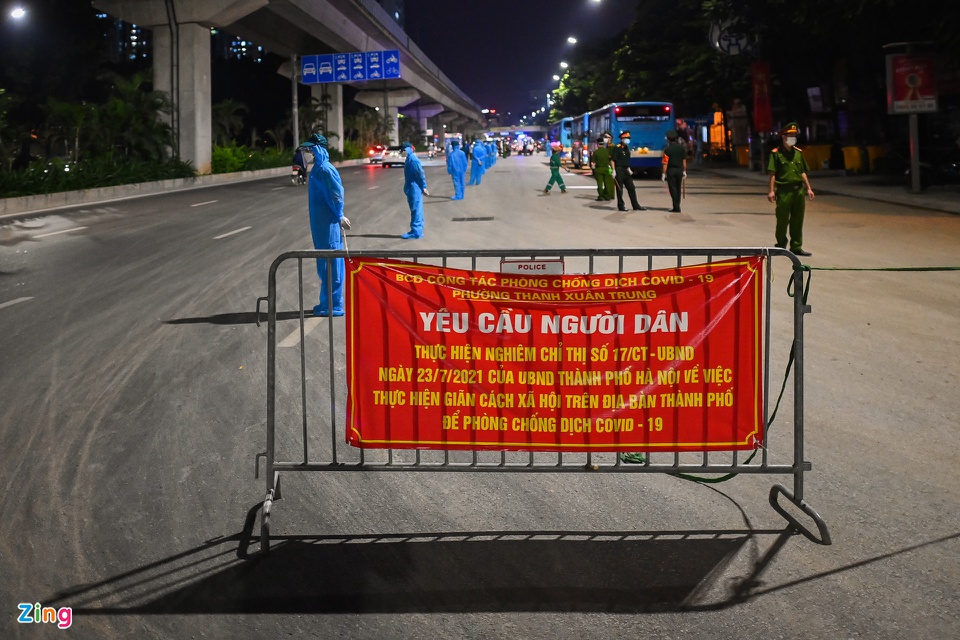 POLICE
BCĐ CÔNG TÁC PHÒNG CHỐNG DỊCH COVID - 19
PHƯỜNG THANH XUÂN TRUNG
YÊU CẦU NGƯỜI DÂN
THỰC HIỆN NGHIÊM CHỈ THỊ SỐ 17/CT - UBND
NGÀY 23/7/2021 CỦA UBND THÀNH PHỐ HÀ NỘI VỀ VIỆC
THỰC HIỆN GIÃN CÁCH XÃ HỘI TRÊN ĐỊA BÀN THÀNH PHỐ
ĐỂ PHÒNG CHỐNG DỊCH COVID - 19
Zing